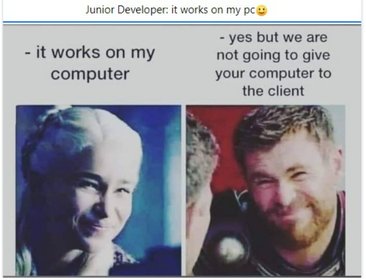 Junior Developer: it works on my pc😀
- it works on my
computer
- yes but we are
not going to give
your computer to
the client